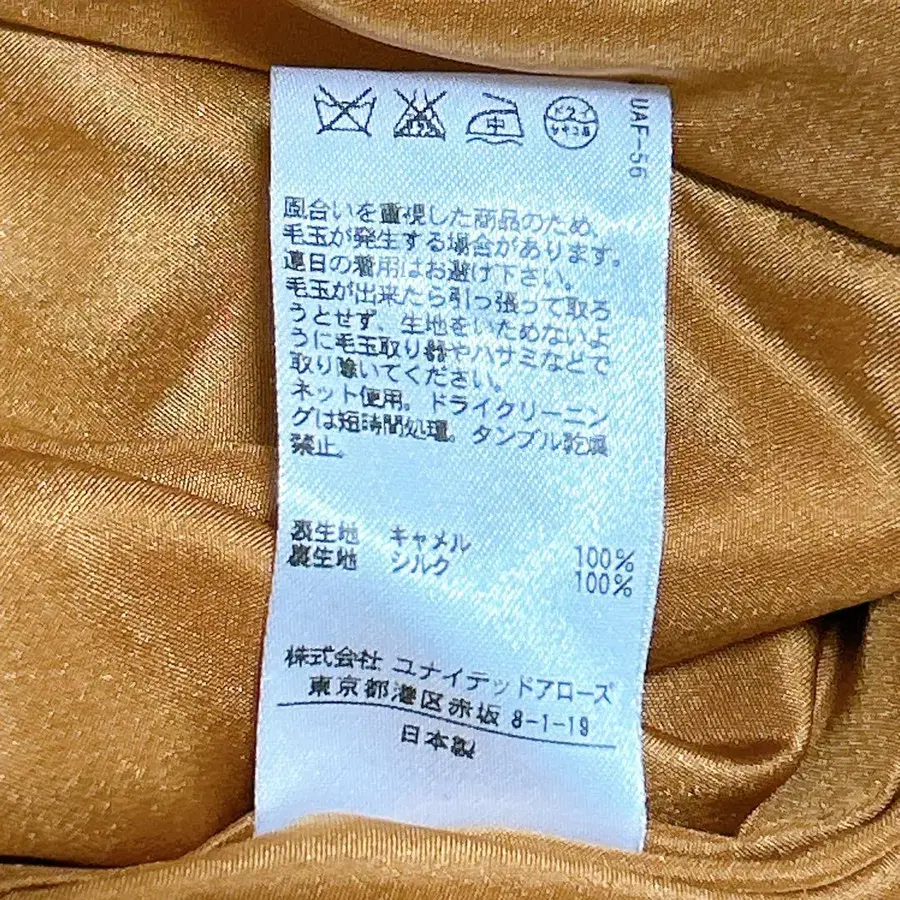 UAF-56
中
ドライ
セキユ系
風合いを重視した商品のため、
毛玉が発生する場合があります。
連日の着用はお避け下さい。
毛玉が出来たら引っ張って取ろ
うとせず、生地をいためないよ
うに毛玉取り器やハサミなどで
取り除いてください。
ネット使用。ドライクリーニン
グは短時間処理。タンブル乾燥
禁止。
表生地 キャメル 100%
裏生地 シルク 100%
株式会社 ユナイテッドアローズ
東京都港区赤坂 8-1-19
日本製